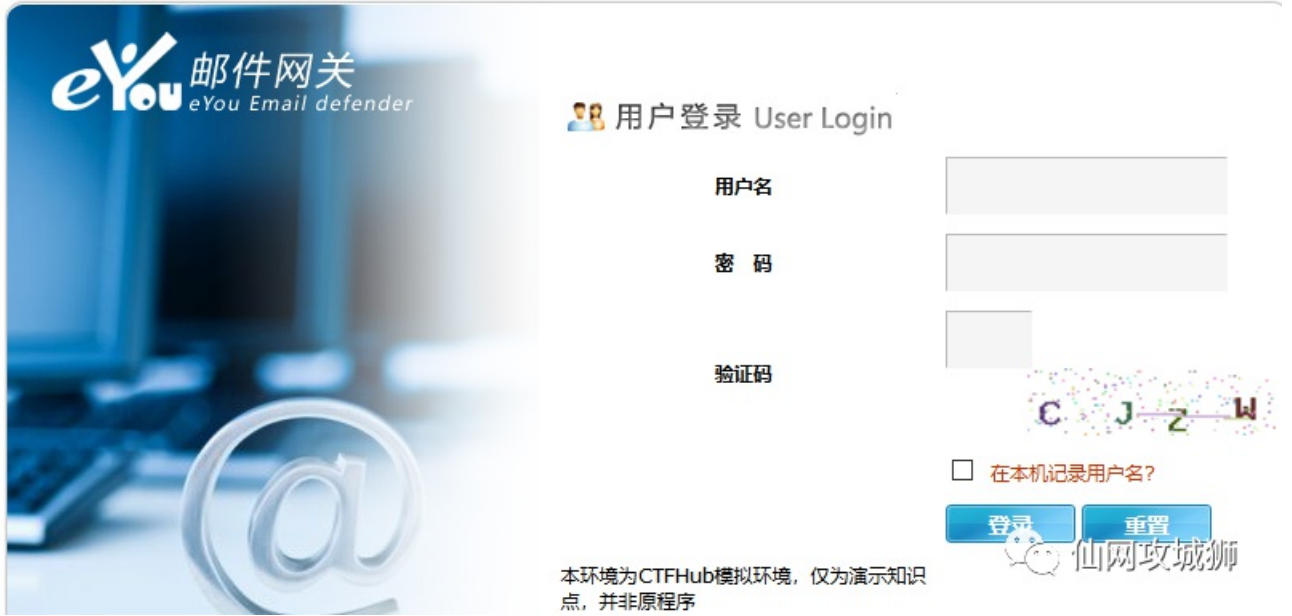 eYou 邮件网关
eYou Email defender
用户登录 User Login
用户名
密 码
验证码
C J Z W
在本机记录用户名?
登录 重置
仙网攻城狮
本环境为CTFHub模拟环境，仅为演示知识
点，并非原程序